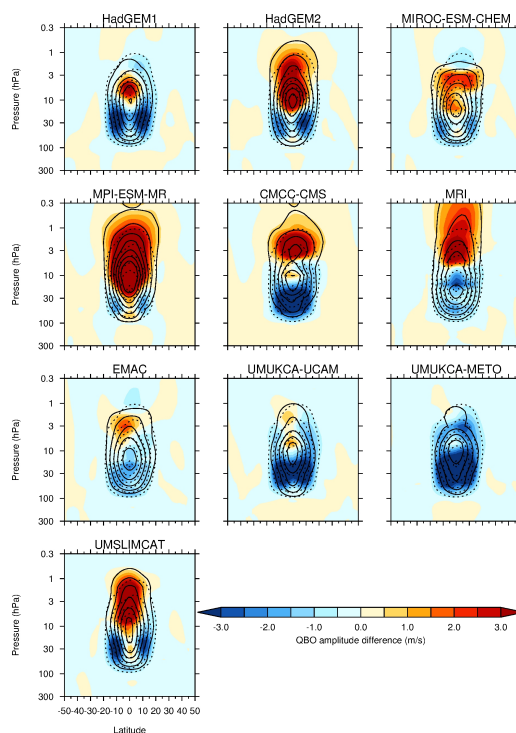 HadGEM1 HadGEM2 MIROC-ESM-CHEM
0.3
1
3
10
30
100
300
Pressure (hPa)
MPI-ESM-MR CMCC-CMS MRI
0.3
1
3
10
30
100
300
Pressure (hPa)
EMAC UMUKCA-UCAM UMUKCA-METO
0.3
1
3
10
30
100
300
Pressure (hPa)
UMSLIMCAT
0.3
1
3
10
30
100
300
Pressure (hPa)
-50 -40 -30 -20 -10 0 10 20 30 40 50
Latitude
-3.0 -2.0 -1.0 0.0 1.0 2.0 3.0
QBO amplitude difference (m/s)